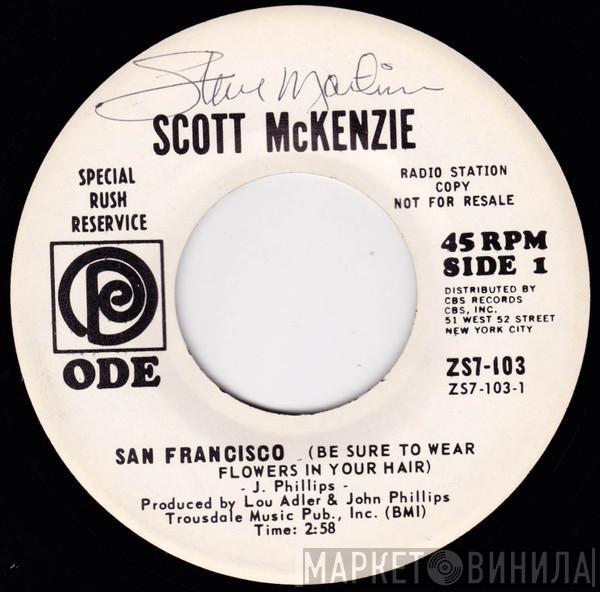 Steve Martin
SCOTT McKENZIE
SPECIAL
RUSH
RESERVICE
RADIO STATION
COPY
NOT FOR RESALE
45 RPM
SIDE 1
DISTRIBUTED BY
CBS RECORDS
CBS, INC.
51 WEST 52 STREET
NEW YORK CITY
ODE
ZS7-103
ZS7-103-1
SAN FRANCISCO - (BE SURE TO WEAR
FLOWERS IN YOUR HAIR)
- J. Phillips -
Produced by Lou Adler & John Phillips
Trousdale Music Pub., Inc. (BMI)
Time: 2:58
МАРКЕТ ВИНИЛА